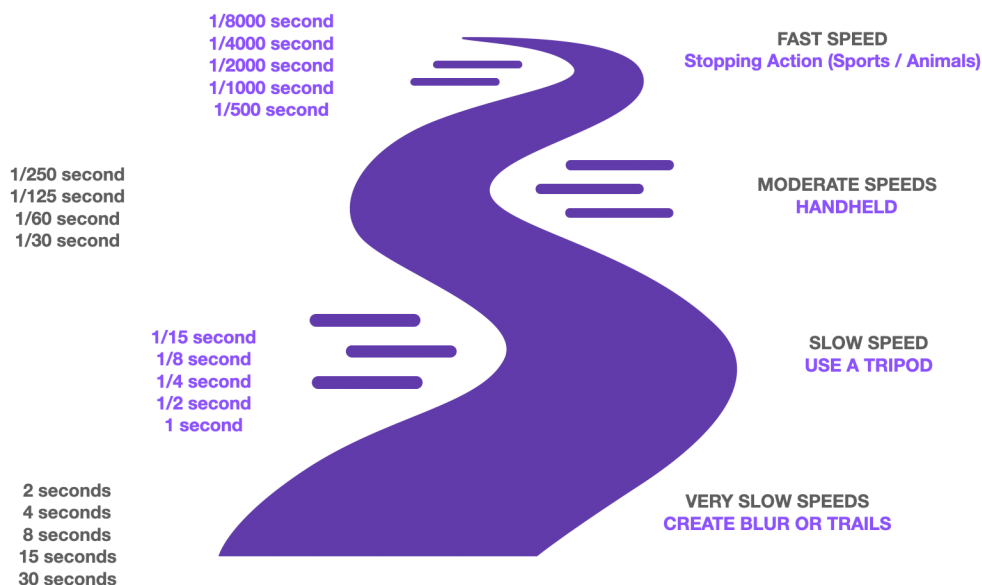 1/8000 second
1/4000 second
1/2000 second
1/1000 second
1/500 second
FAST SPEED
Stopping Action (Sports / Animals)
1/250 second
1/125 second
1/60 second
1/30 second
MODERATE SPEEDS
HANDHELD
1/15 second
1/8 second
1/4 second
1/2 second
1 second
SLOW SPEED
USE A TRIPOD
2 seconds
4 seconds
8 seconds
15 seconds
30 seconds
VERY SLOW SPEEDS
CREATE BLUR OR TRAILS